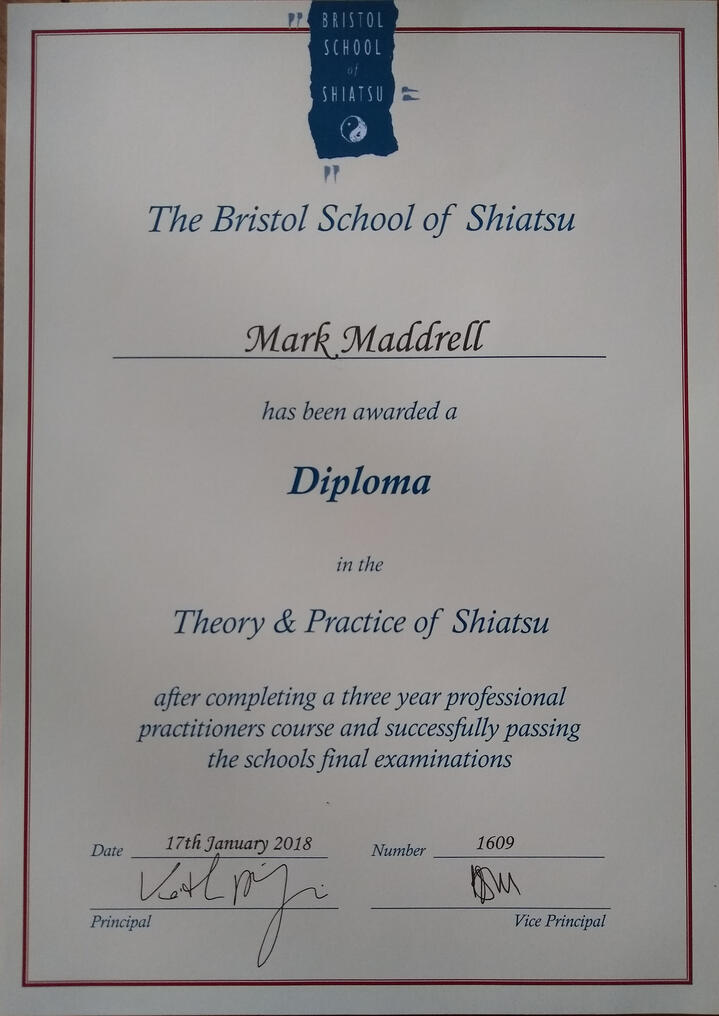 BRISTOL
SCHOOL
of
SHIATSU
The Bristol School of Shiatsu
Mark Maddrell
has been awarded a
Diploma
in the
Theory & Practice of Shiatsu
after completing a three year professional
practitioners course and successfully passing
the schools final examinations
Date 17th January 2018 Number 1609
Principal Vice Principal